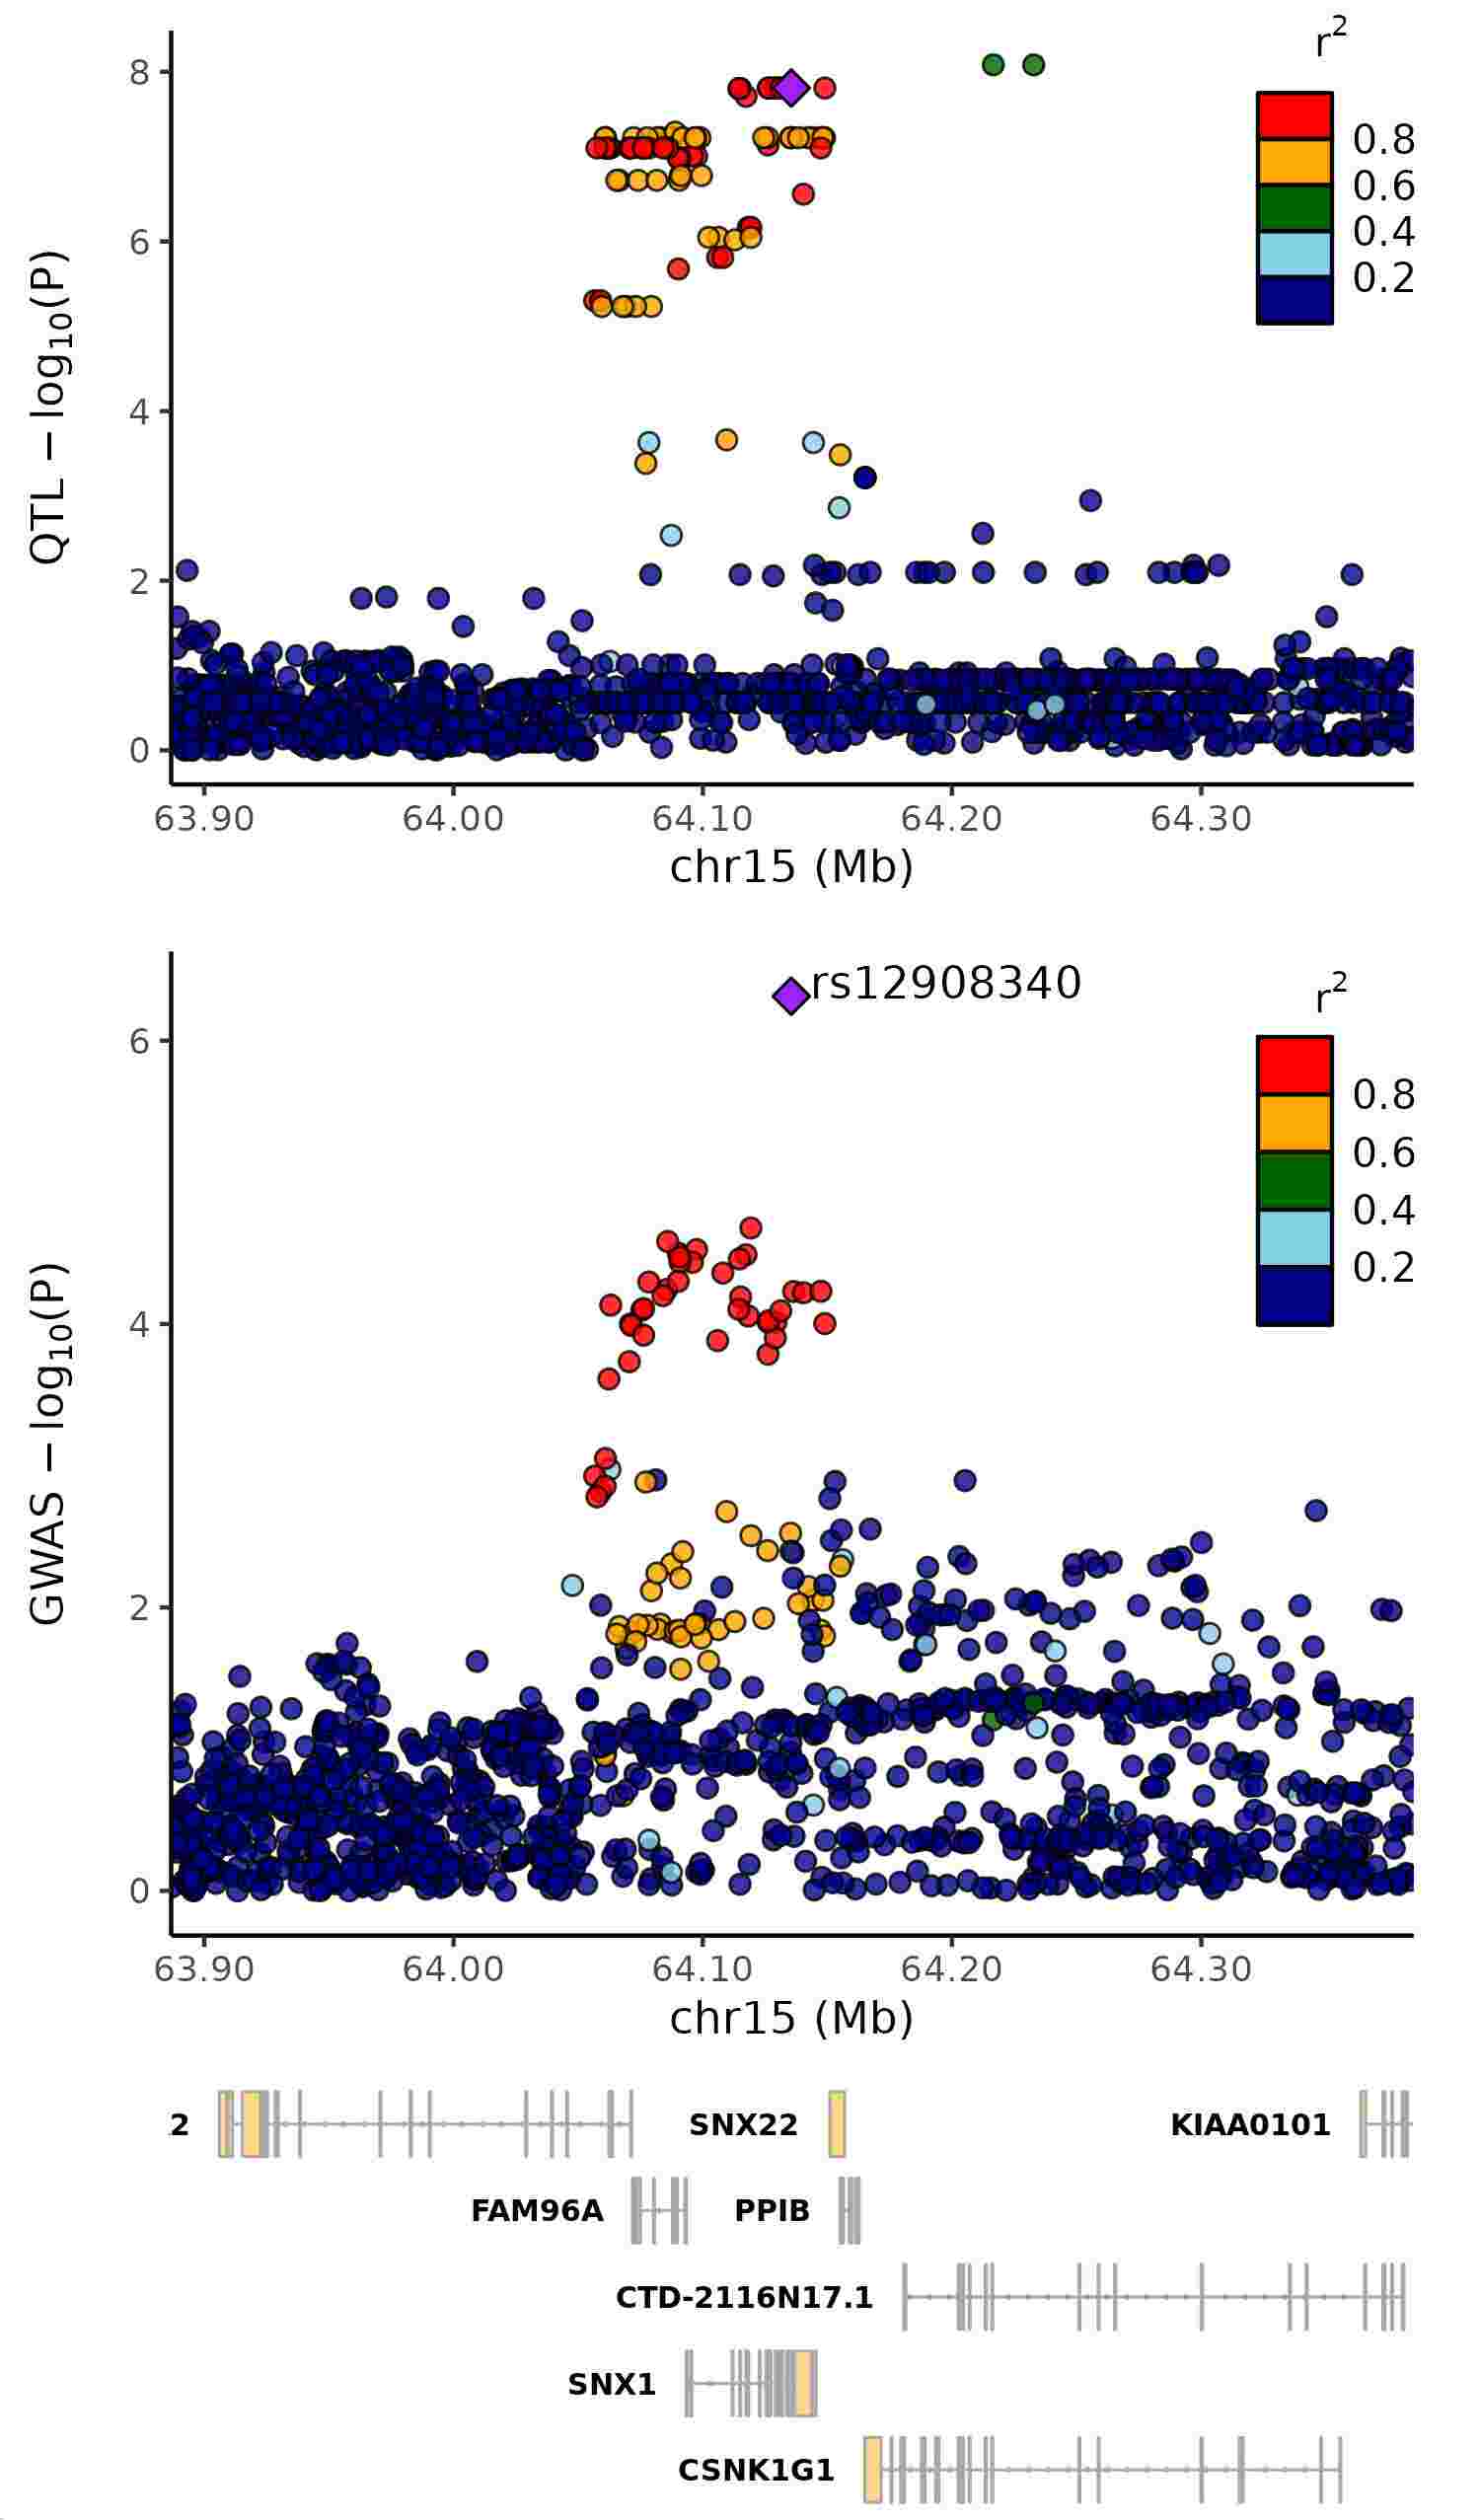 r2
8
6
4
2
0
0.8
0.6
0.4
0.2
QTL − log10(P)
63.90 64.00 64.10 64.20 64.30
chr15 (Mb)
rs12908340
r2
6
4
2
0
0.8
0.6
0.4
0.2
GWAS − log10(P)
63.90 64.00 64.10 64.20 64.30
chr15 (Mb)
2 SNX22 KIAA0101
FAM96A PPIB
CTD-2116N17.1
SNX1
CSNK1G1